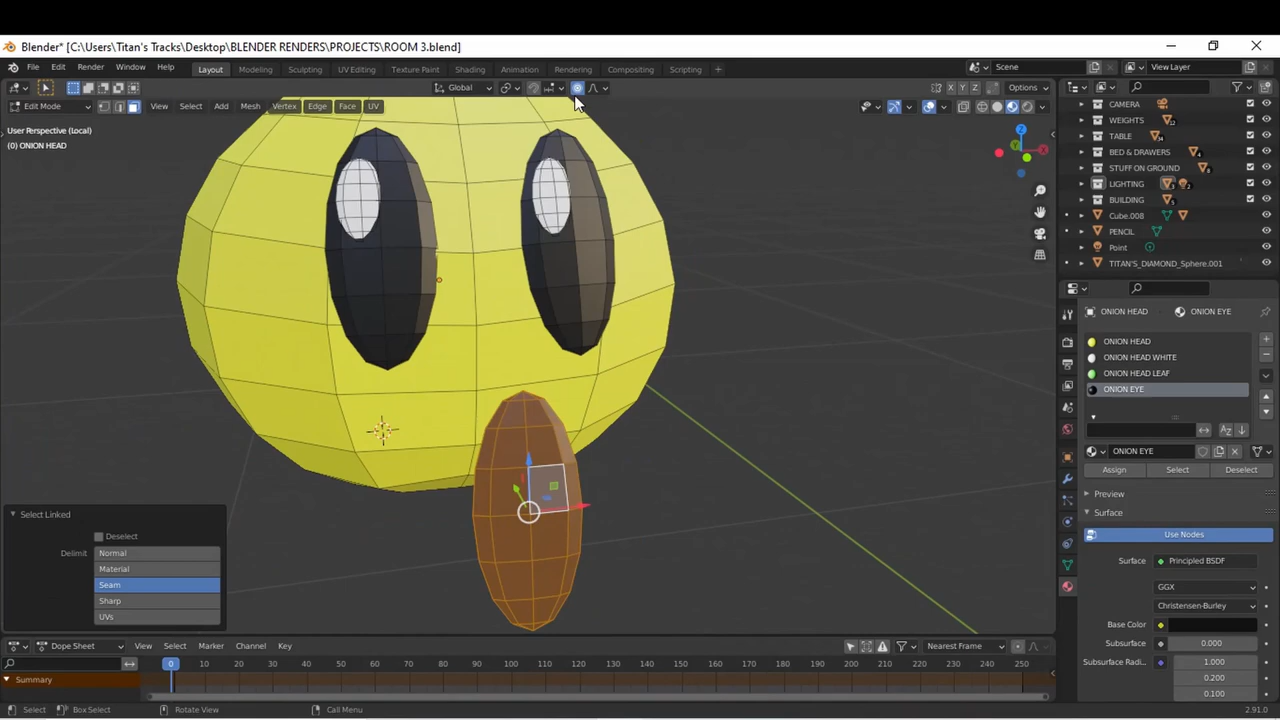 Blender* [C:\Users\Titan's Tracks\Desktop\BLENDER RENDERS\PROJECTS\ROOM 3.blend]
File Edit Render Window Help Layout Modeling Sculpting UV Editing Texture Paint Shading Animation Rendering Compositing Scripting + Scene View Layer
Global Options
Edit Mode View Select Add Mesh Vertex Edge Face UV X Y Z
User Perspective (Local)
(0) ONION HEAD
Z
Y
X
CAMERA
WEIGHTS 12
TABLE 34
BED & DRAWERS 4
STUFF ON GROUND 8
LIGHTING 3 2
BUILDING 5
Cube.008
PENCIL
Point
TITAN'S_DIAMOND_Sphere.001
ONION HEAD ONION EYE
ONION HEAD
ONION HEAD WHITE
ONION HEAD LEAF
ONION EYE
ONION EYE
Assign Select Deselect
Preview
Surface
Use Nodes
Surface Principled BSDF
GGX
Christensen-Burley
Base Color
Subsurface 0.000
Subsurface Radi... 1.000
0.200
0.100
Select Linked
Deselect
Delimit Normal
Material
Seam
Sharp
UVs
Dope Sheet View Select Marker Channel Key Nearest Frame
0 10 20 30 40 50 60 70 80 90 100 110 120 130 140 150 160 170 180 190 200 210 220 230 240 250
Summary
Select Box Select Rotate View Call Menu 2.91.0